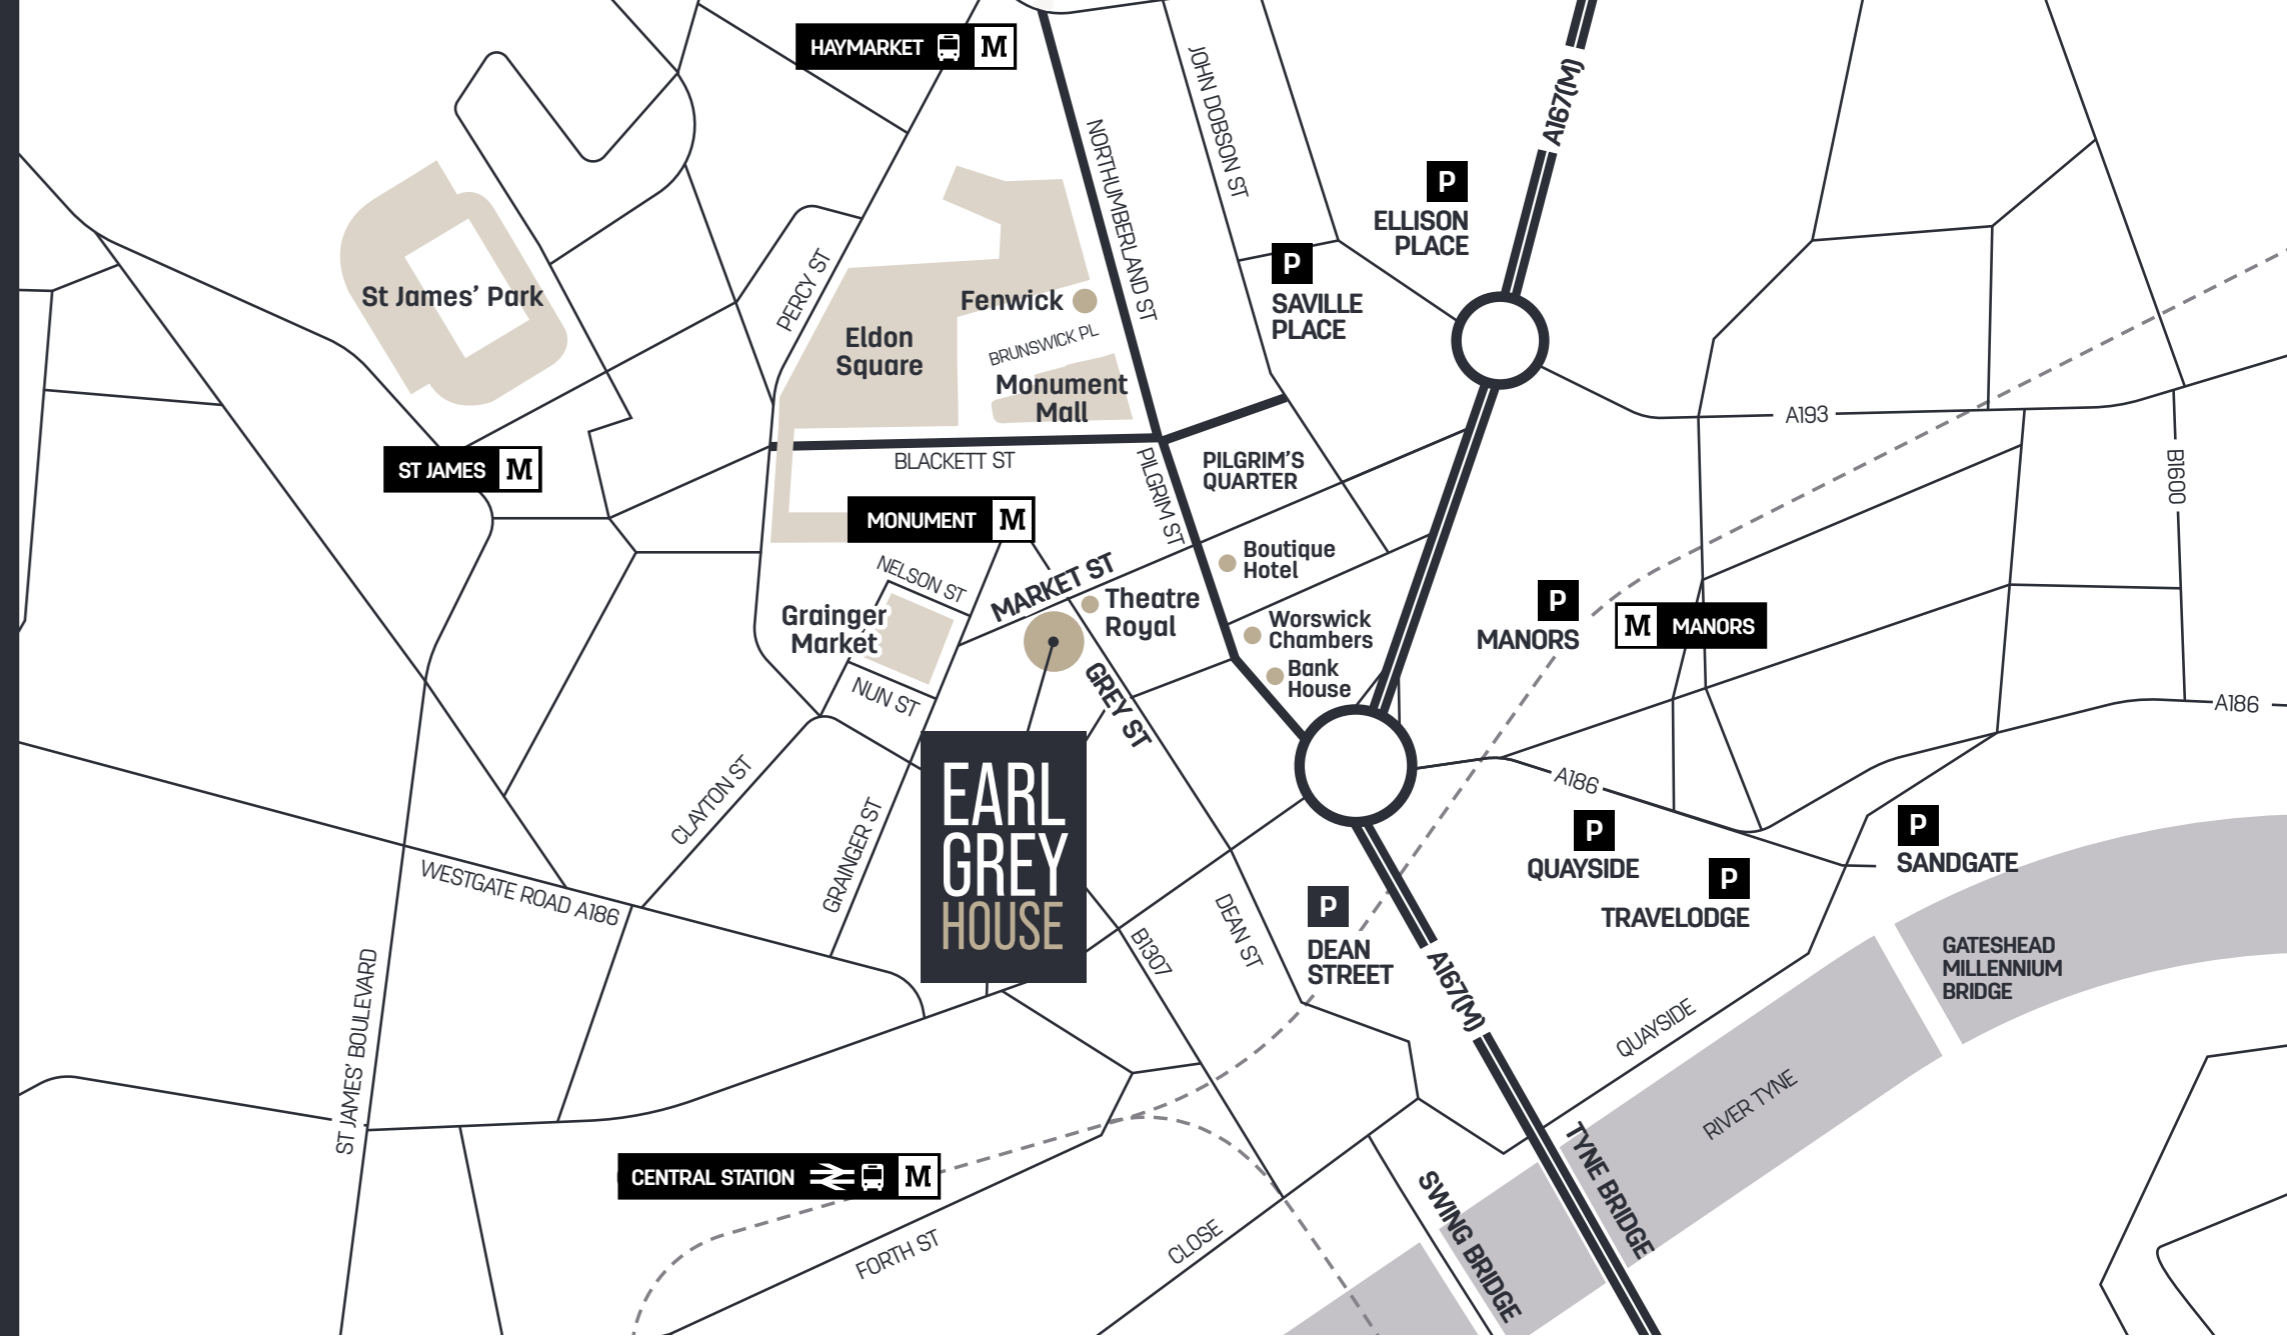 HAYMARKET M
JOHN DOBSON ST
A167(M)
NORTHUMBERLAND ST
P
ELLISON
PLACE
P
SAVILLE
PLACE
St James’ Park
PERCY ST
Fenwick
Eldon
Square
BRUNSWICK PL
Monument
Mall
A193
ST JAMES M
BLACKETT ST
PILGRIM ST
PILGRIM’S
QUARTER
B1600
MONUMENT M
NELSON ST
MARKET ST
Boutique
Hotel
Theatre
Royal
Grainger
Market
Worswick
Chambers
Bank
House
P
MANORS
M MANORS
NUN ST
GREY ST
A186
EARL
GREY
HOUSE
CLAYTON ST
GRAINGER ST
A186
P
QUAYSIDE
P
SANDGATE
P
TRAVELODGE
WESTGATE ROAD A186
P
DEAN
STREET
DEAN ST
B1307
A167(M)
GATESHEAD
MILLENNIUM
BRIDGE
ST JAMES’ BOULEVARD
QUAYSIDE
RIVER TYNE
CENTRAL STATION M
TYNE BRIDGE
SWING BRIDGE
FORTH ST
CLOSE